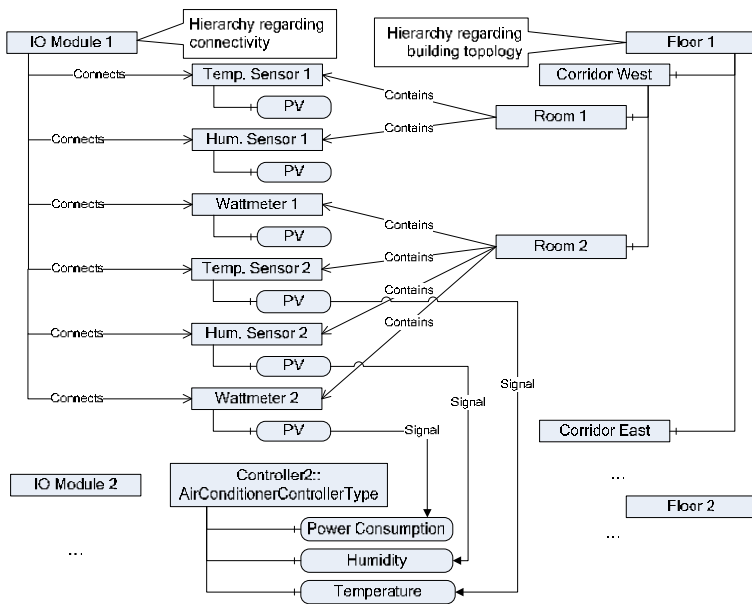 IO Module 1
Hierarchy regarding
connectivity
Hierarchy regarding
building topology
Floor 1
Connects
Temp. Sensor 1
Corridor West
PV
Contains
Room 1
Connects
Hum. Sensor 1
Contains
PV
Connects
Wattmeter 1
PV
Contains
Room 2
Connects
Temp. Sensor 2
Contains
PV
Contains
Connects
Hum. Sensor 2
Contains
PV
Signal
Connects
Wattmeter 2
Signal
PV
Signal
Corridor East
IO Module 2
Controller2::
AirConditionerControllerType
...
Floor 2
Power Consumption
...
...
Humidity
Temperature